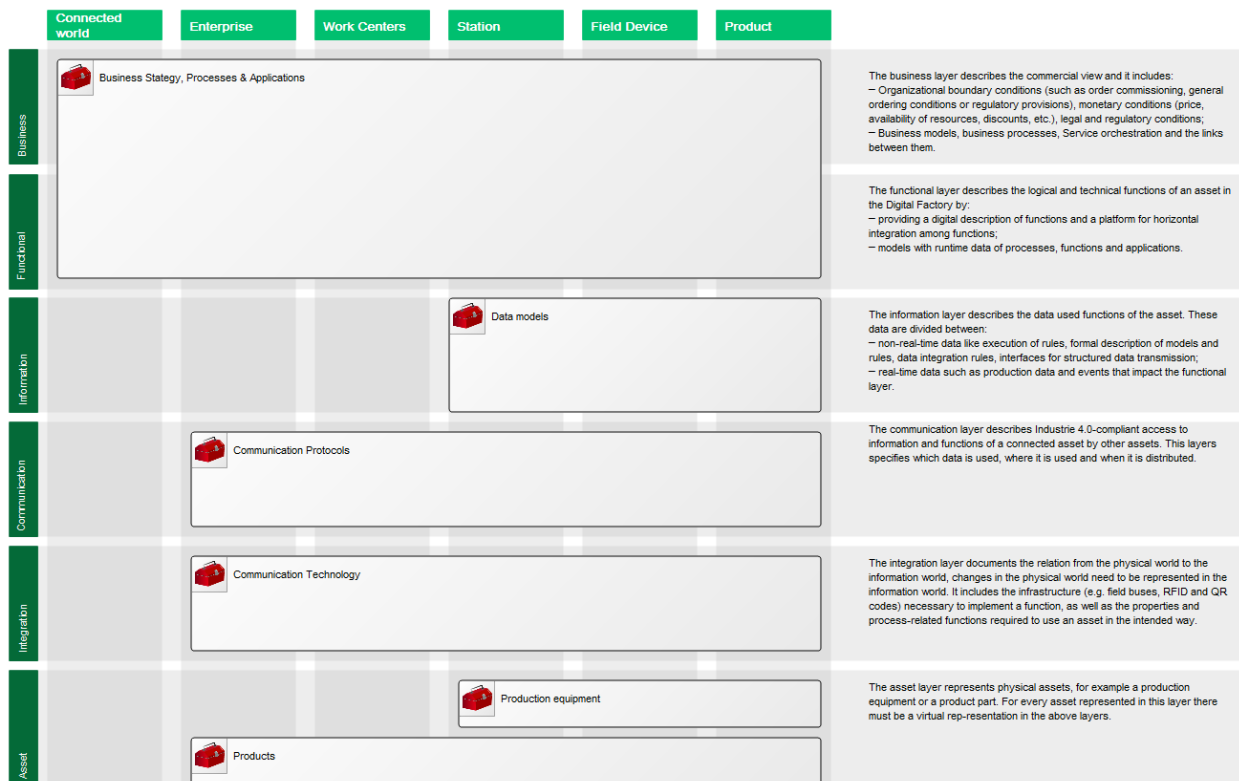 Connected
world
Enterprise
Work Centers
Station
Field Device
Product
Business
Business Stategy, Processes & Applications
The business layer describes the commercial view and it includes:
– Organizational boundary conditions (such as order commissioning, general
ordering conditions or regulatory provisions), monetary conditions (price,
availability of resources, discounts, etc.), legal and regulatory conditions;
– Business models, business processes, Service orchestration and the links
between them.
Functional
The functional layer describes the logical and technical functions of an asset in
the Digital Factory by:
– providing a digital description of functions and a platform for horizontal
integration among functions;
– models with runtime data of processes, functions and applications.
Information
Data models
The information layer describes the data used functions of the asset. These
data are divided between:
– non-real-time data like execution of rules, formal description of models and
rules, data integration rules, interfaces for structured data transmission;
– real-time data such as production data and events that impact the functional
layer.
Communication
Communication Protocols
The communication layer describes Industrie 4.0-compliant access to
information and functions of a connected asset by other assets. This layers
specifies which data is used, where it is used and when it is distributed.
Integration
Communication Technology
The integration layer documents the relation from the physical world to the
information world, changes in the physical world need to be represented in the
information world. It includes the infrastructure (e.g. field buses, RFID and QR
codes) necessary to implement a function, as well as the properties and
process-related functions required to use an asset in the intended way.
Asset
Production equipment
Products
The asset layer represents physical assets, for example a production
equipment or a product part. For every asset represented in this layer there
must be a virtual rep-resentation in the above layers.